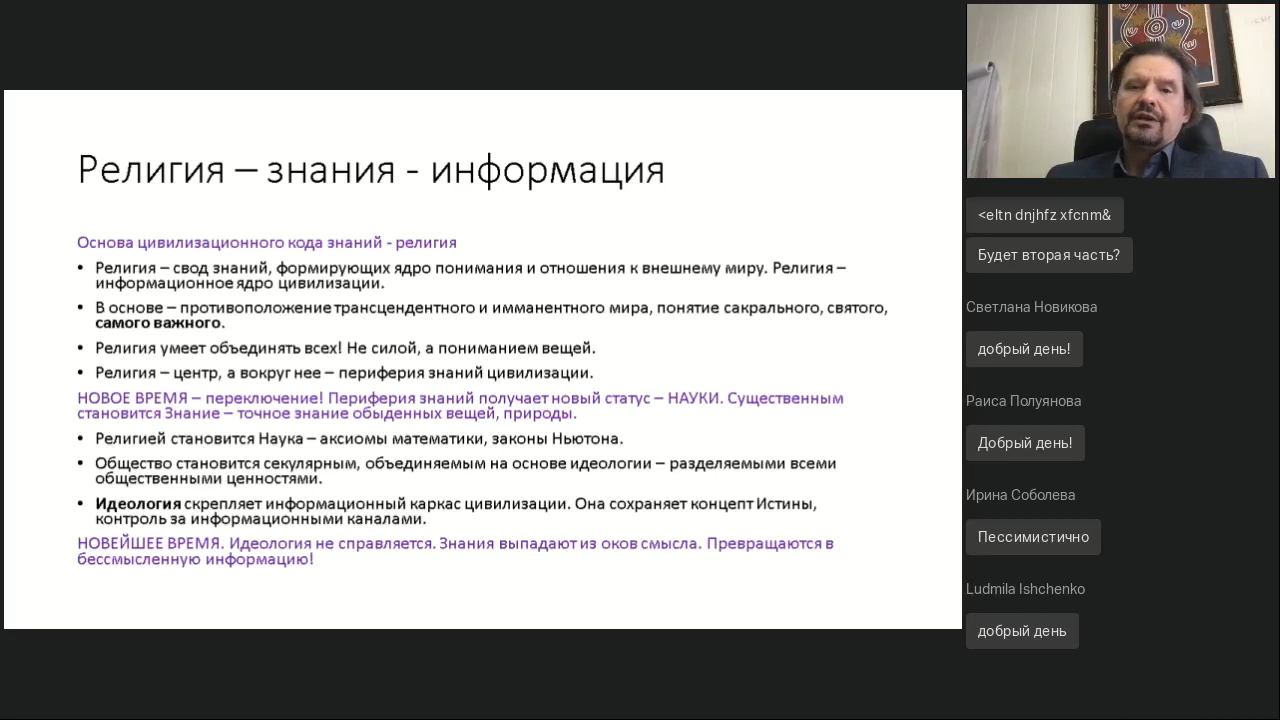 Религия – знания - информация
Основа цивилизационного кода знаний - религия
• Религия – свод знаний, формирующих ядро понимания и отношения к внешнему миру. Религия –
информационное ядро цивилизации.
• В основе – противоположение трансцендентного и имманентного мира, понятие сакрального, святого,
самого важного.
• Религия умеет объединять всех! Не силой, а пониманием вещей.
• Религия – центр, а вокруг нее – периферия знаний цивилизации.
НОВОЕ ВРЕМЯ – переключение! Периферия знаний получает новый статус – НАУКИ. Существенным
становится Знание – точное знание обыденных вещей, природы.
• Религией становится Наука – аксиомы математики, законы Ньютона.
• Общество становится секулярным, объединяемым на основе идеологии – разделяемыми всеми
общественными ценностями.
• Идеология скрепляет информационный каркас цивилизации. Она сохраняет концепт Истины,
контроль за информационными каналами.
НОВЕЙШЕЕ ВРЕМЯ. Идеология не справляется. Знания выпадают из оков смысла. Превращаются в
бессмысленную информацию!
<eltn dnjhfz xfcnm&
Будет вторая часть?
Светлана Новикова
добрый день!
Раиса Полуянова
Добрый день!
Ирина Соболева
Пессимистично
Ludmila Ishchenko
добрый день